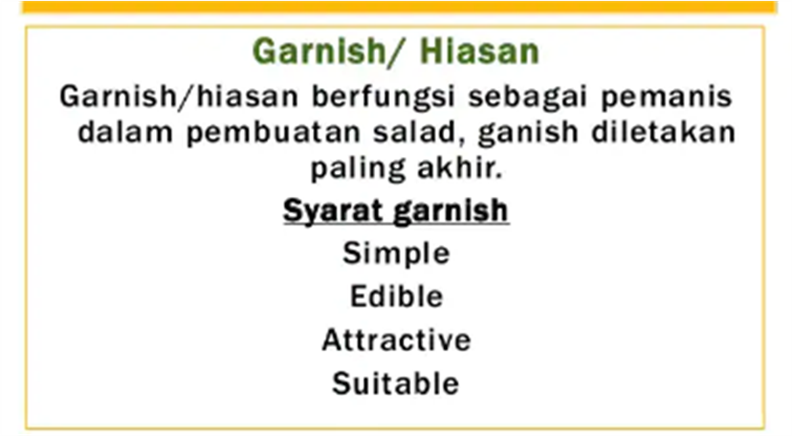 Garnish/ Hiasan
Garnish/hiasan berfungsi sebagai pemanis
dalam pembuatan salad, ganish diletakan
paling akhir.
Syarat garnish
Simple
Edible
Attractive
Suitable